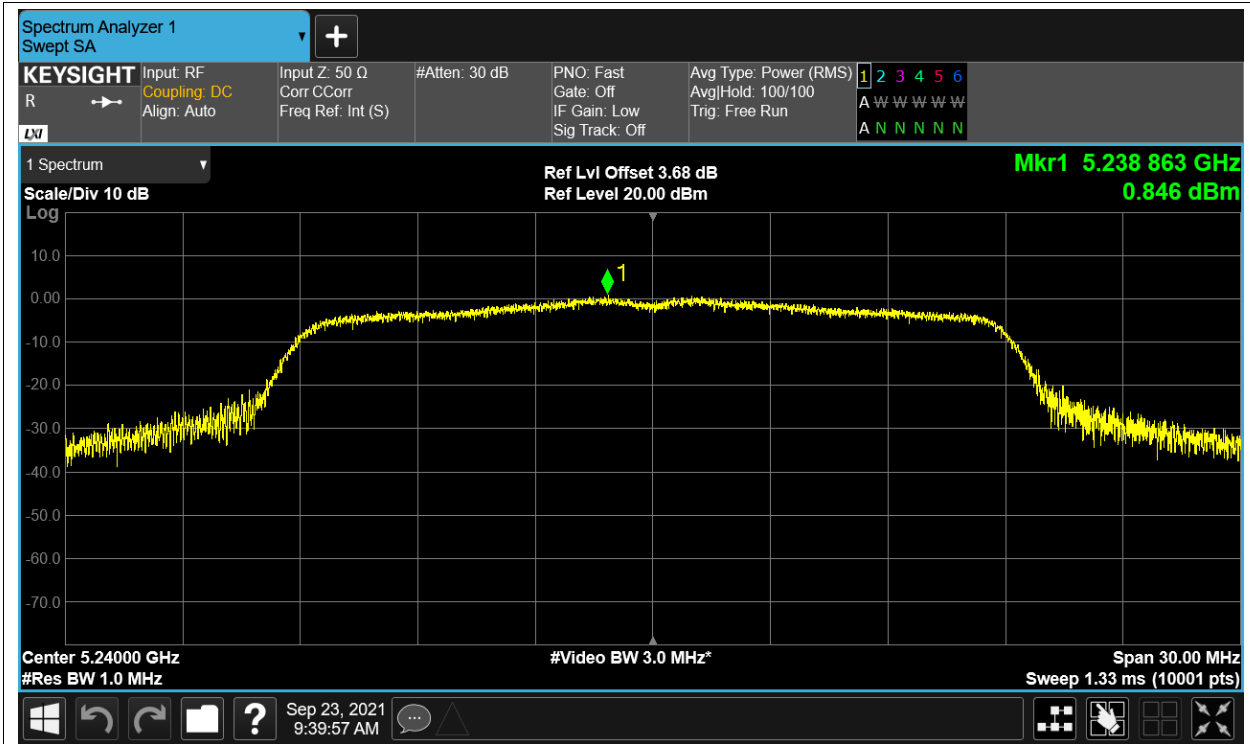 Spectrum Analyzer 1
Swept SA
KEYSIGHT
R
LXI
Input: RF
Coupling: DC
Align: Auto
Input Z: 50 Ω
Corr CCorr
Freq Ref: Int (S)
#Atten: 30 dB
PNO: Fast
Gate: Off
IF Gain: Low
Sig Track: Off
Avg Type: Power (RMS)
Avg|Hold: 100/100
Trig: Free Run
1 2 3 4 5 6
A W W W W W
A N N N N N
1 Spectrum
Scale/Div 10 dB
Log
Ref Lvl Offset 3.68 dB
Ref Level 20.00 dBm
Mkr1 5.238 863 GHz
0.846 dBm
10.0
0.00
-10.0
-20.0
-30.0
-40.0
-50.0
-60.0
-70.0
1
Center 5.24000 GHz
#Res BW 1.0 MHz
#Video BW 3.0 MHz*
Span 30.00 MHz
Sweep 1.33 ms (10001 pts)
?
Sep 23, 2021
9:39:57 AM